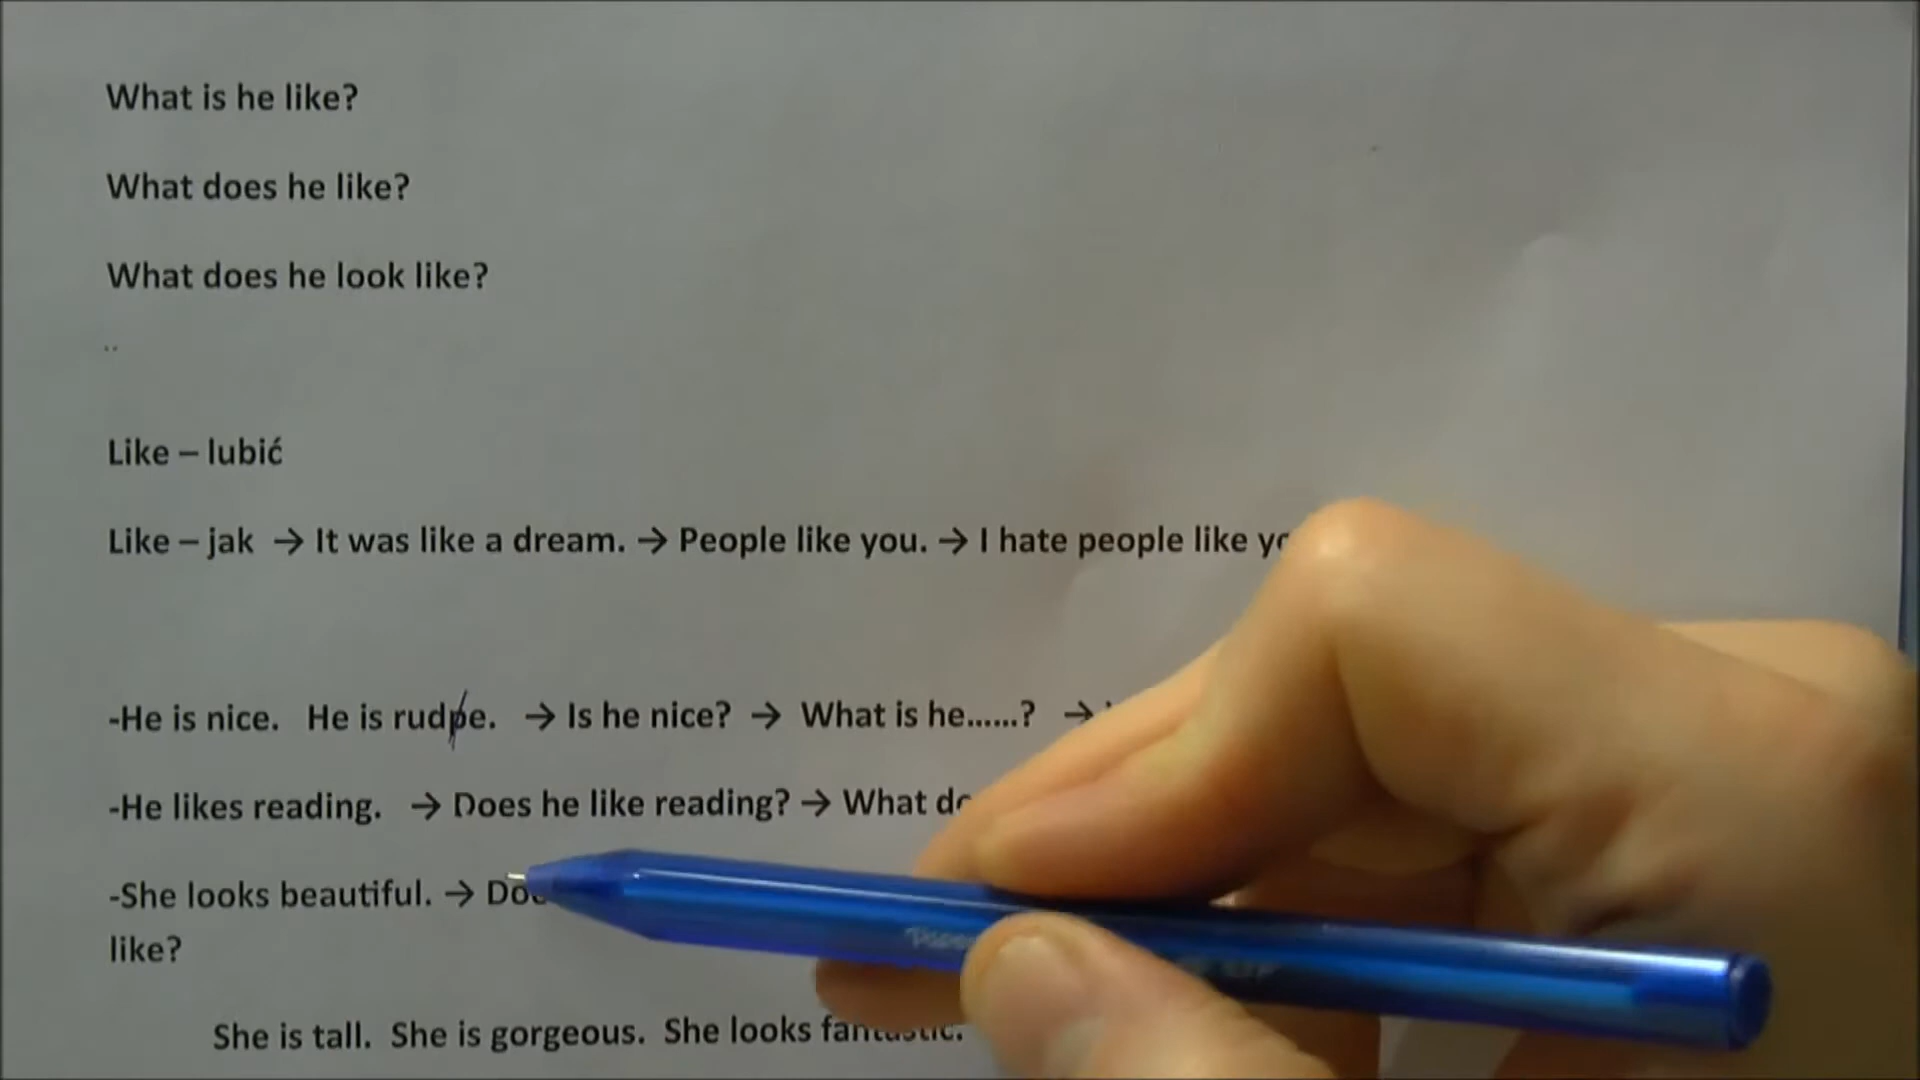 What is he like?
What does he like?
What does he look like?
..
Like – lubić
Like – jak → It was like a dream. → People like you. → I hate people like
-He is nice. He is rudpe. → Is he nice? → What is he......? →
-He likes reading. → Does he like reading? → What
-She looks beautiful. →
like?
She is tall. She is gorgeous. She looks fantastic.